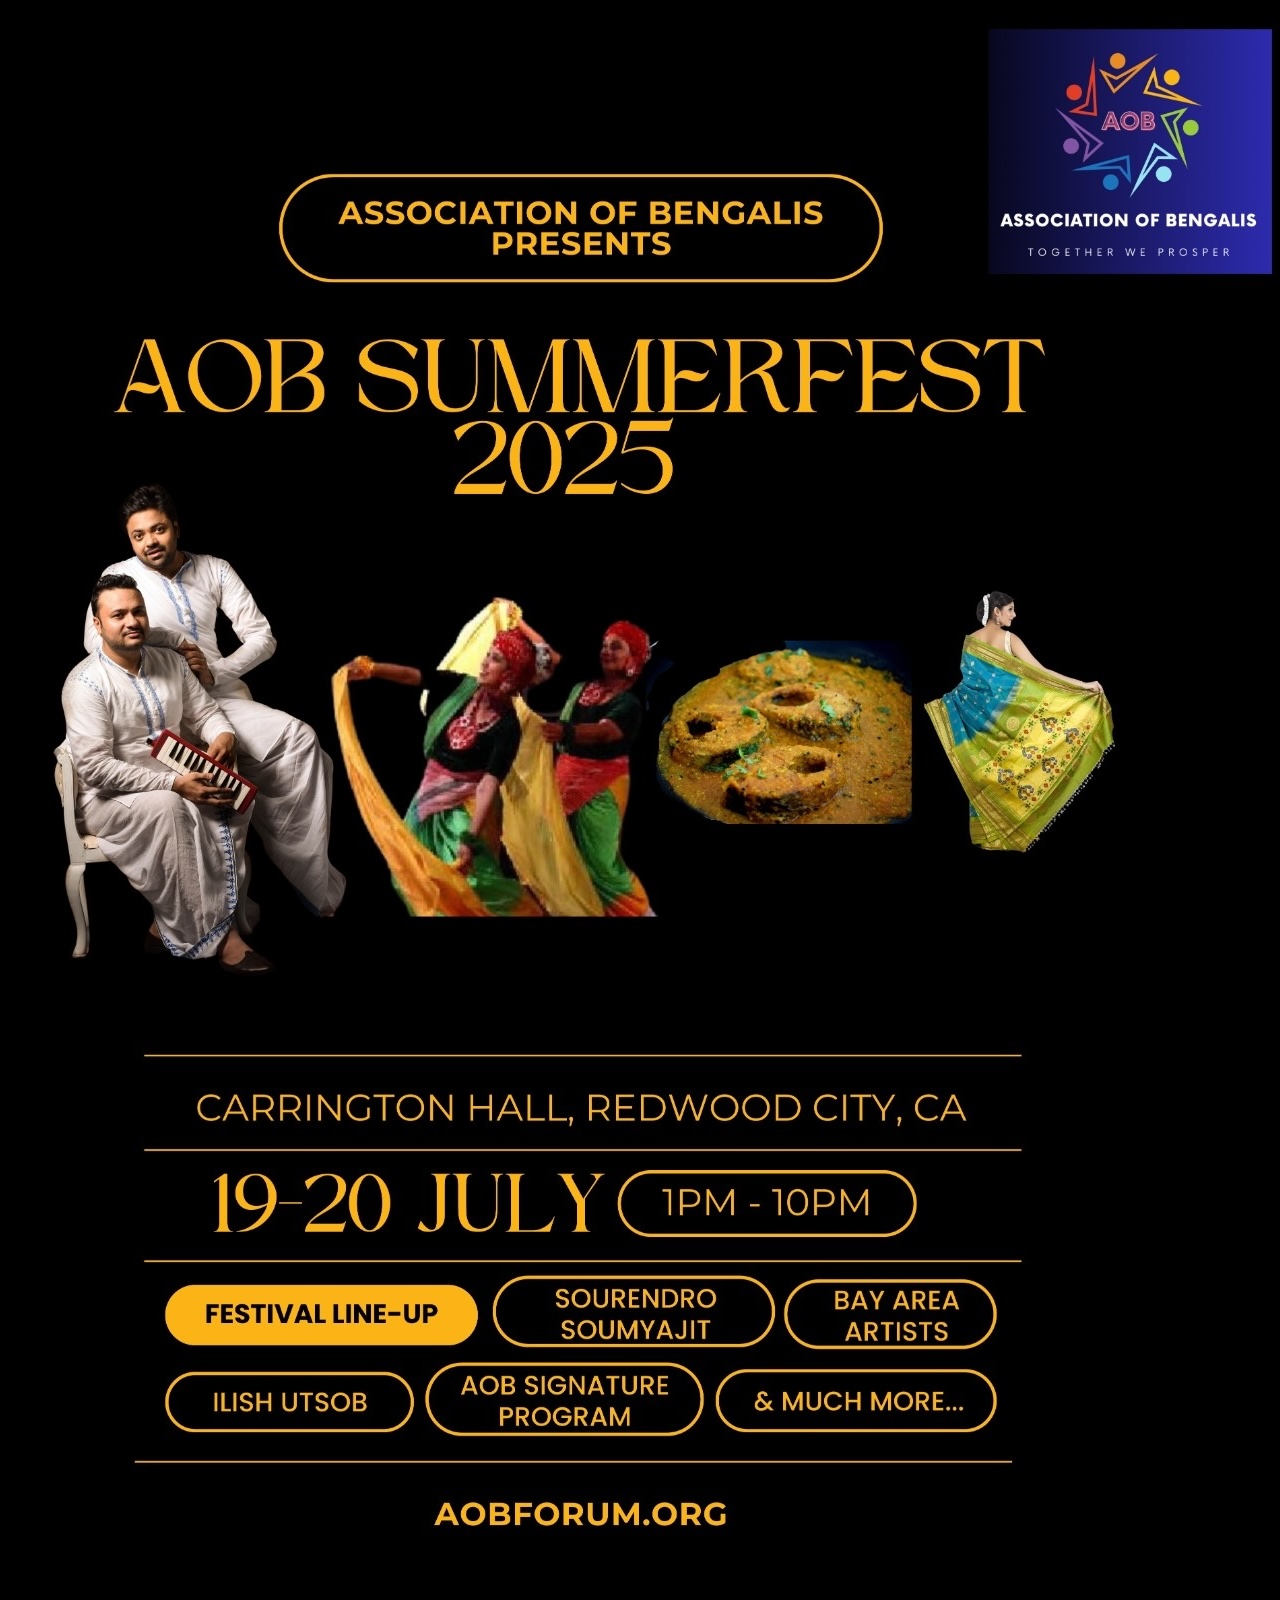 AOB
ASSOCIATION OF BENGALIS
TOGETHER WE PROSPER
ASSOCIATION OF BENGALIS
PRESENTS
AOB SUMMERFEST
2025
CARRINGTON HALL, REDWOOD CITY, CA
19-20 JULY
1PM - 10PM
FESTIVAL LINE-UP
SOURENDRO
SOUMYAJIT
BAY AREA
ARTISTS
ILISH UTSOB
AOB SIGNATURE
PROGRAM
& MUCH MORE...
AOBFORUM.ORG